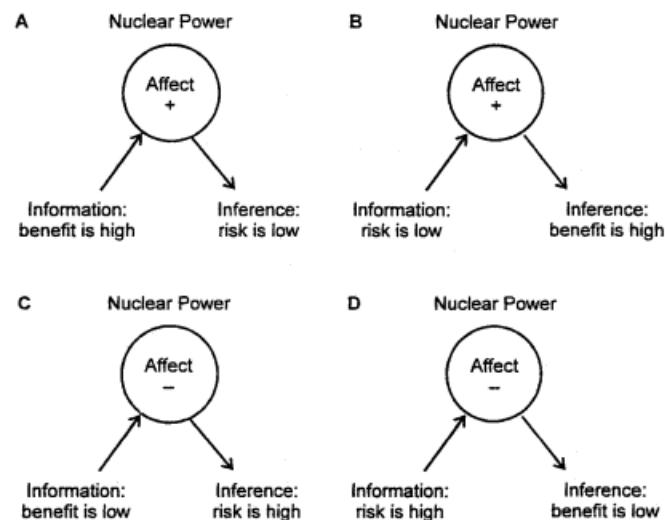 A Nuclear Power
Affect
+
Information:
benefit is high
Inference:
risk is low
B Nuclear Power
Affect
+
Information:
risk is low
Inference:
benefit is high
C Nuclear Power
Affect
–
Information:
benefit is low
Inference:
risk is high
D Nuclear Power
Affect
–
Information:
risk is high
Inference:
benefit is low